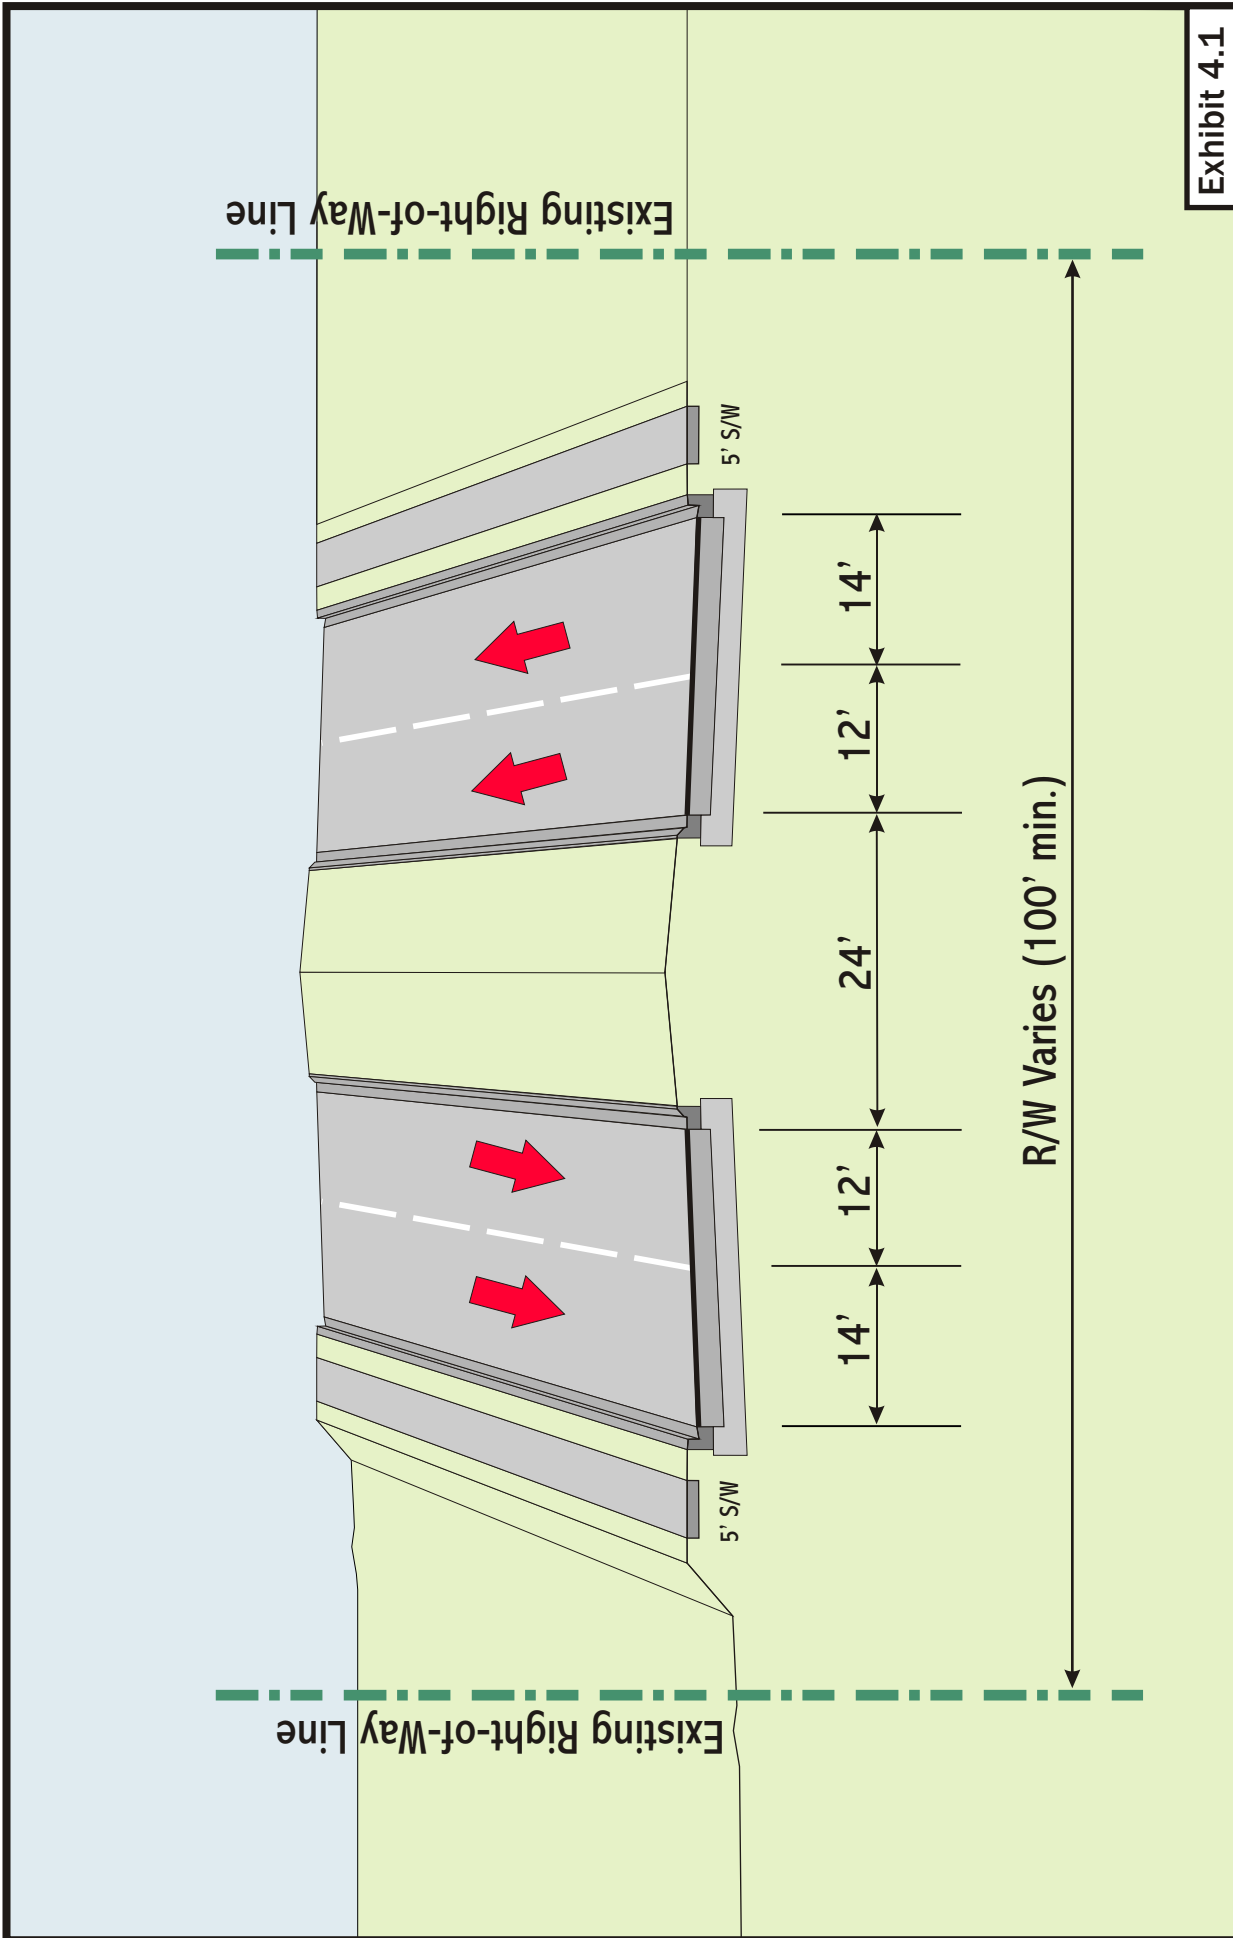 Existing Right-of-Way Line
Existing Right-of-Way Line
5’ S/W
5’ S/W
14’
12’
24’
12’
14’
R/W Varies (100’ min.)
Exhibit 4.1